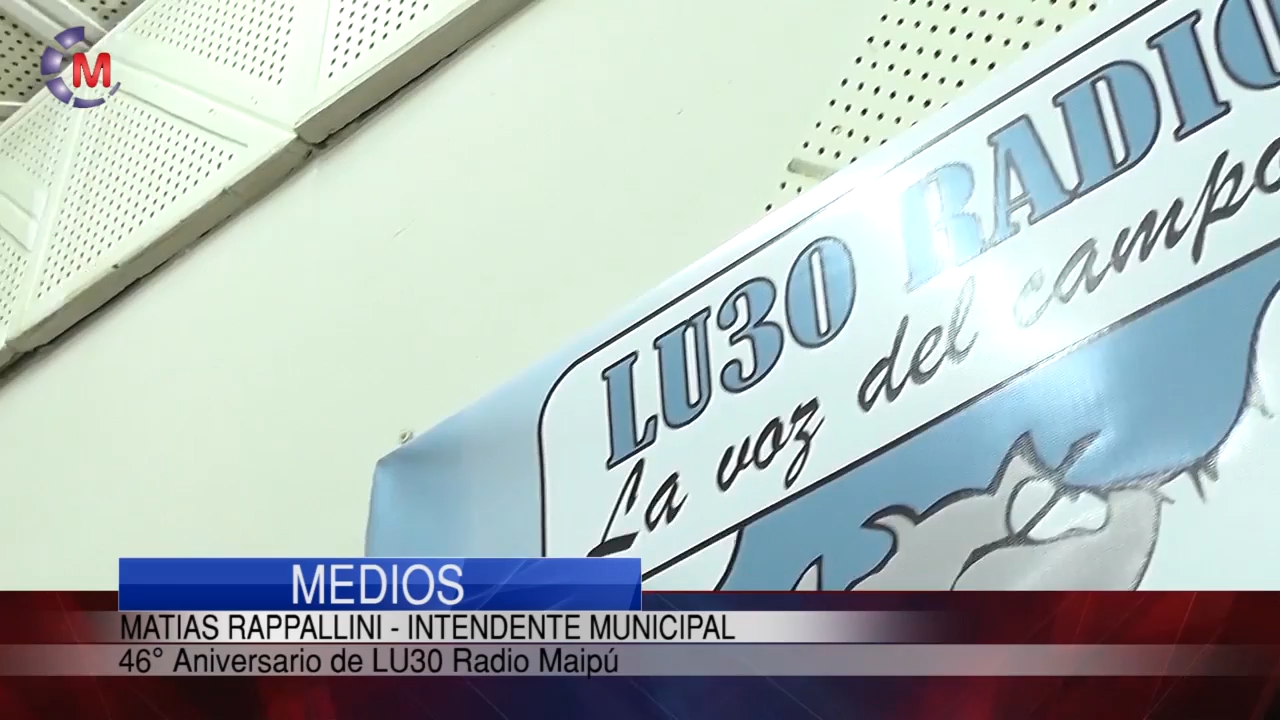 M
LU30 RADIO
La voz del campo
MEDIOS
MATIAS RAPPALLINI - INTENDENTE MUNICIPAL
46° Aniversario de LU30 Radio Maipú